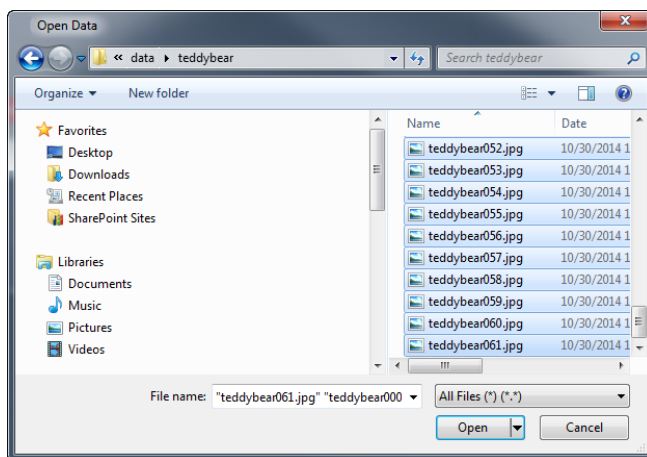 Open Data
« data ▸ teddybear
Search teddybear
Organize
New folder
Favorites
Desktop
Downloads
Recent Places
SharePoint Sites
Libraries
Documents
Music
Pictures
Videos
Name Date
teddybear052.jpg 10/30/2014 1
teddybear053.jpg 10/30/2014 1
teddybear054.jpg 10/30/2014 1
teddybear055.jpg 10/30/2014 1
teddybear056.jpg 10/30/2014 1
teddybear057.jpg 10/30/2014 1
teddybear058.jpg 10/30/2014 1
teddybear059.jpg 10/30/2014 1
teddybear060.jpg 10/30/2014 1
teddybear061.jpg 10/30/2014 1
File name: "teddybear061.jpg" "teddybear000
All Files (*) (*.*)
Open
Cancel